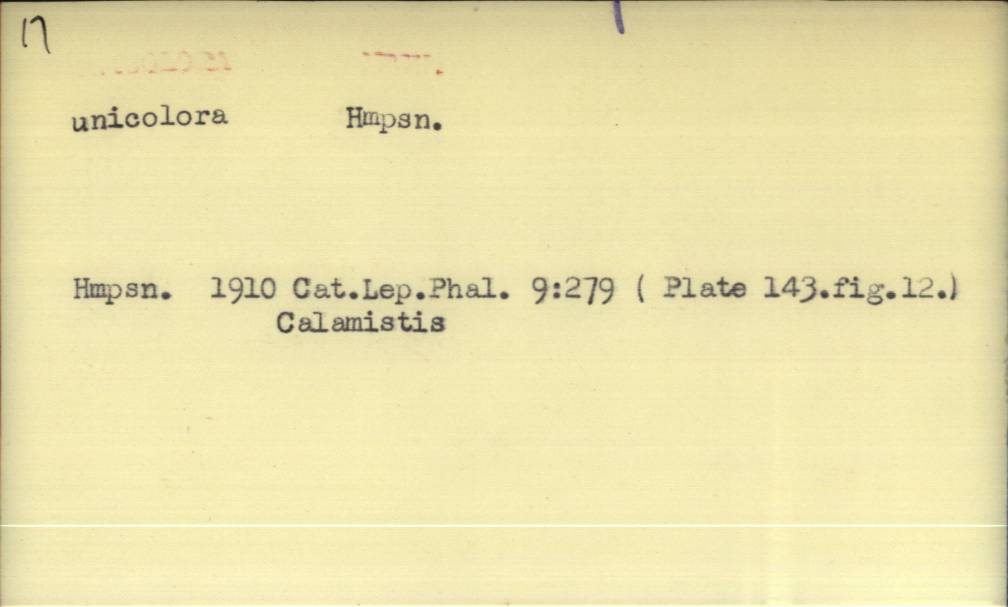 17
unicolora Hmpsn.
Hmpsn. 1910 Cat.Lep.Phal. 9:279 ( Plate 143.fig.12.)
Calamistis